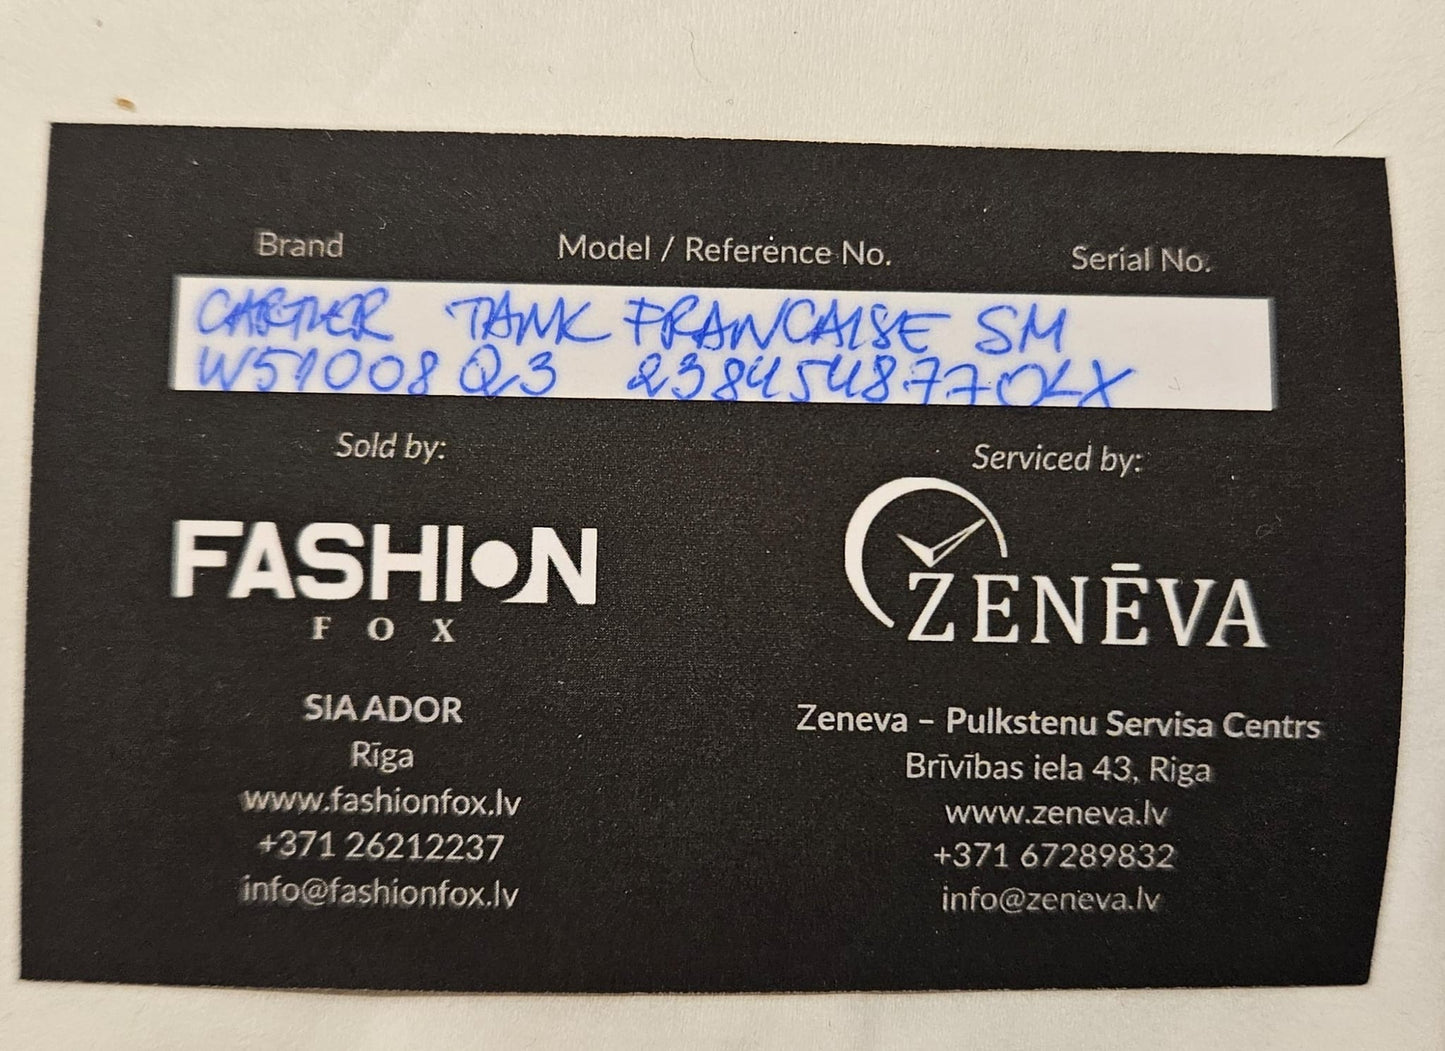 Brand Model / Reference No. Serial No.
CARTIER TANK FRANCAISE SM
W51008Q3 2384 548770LX
Sold by:
FASHION
FOX
SIA ADOR
Rīga
www.fashionfox.lv
+371 26212237
info@fashionfox.lv
Serviced by:
ŽENĒVA
Zeneva – Pulkstenu Servisa Centrs
Brīvības iela 43, Riga
www.zeneva.lv
+371 67289832
info@zeneva.lv